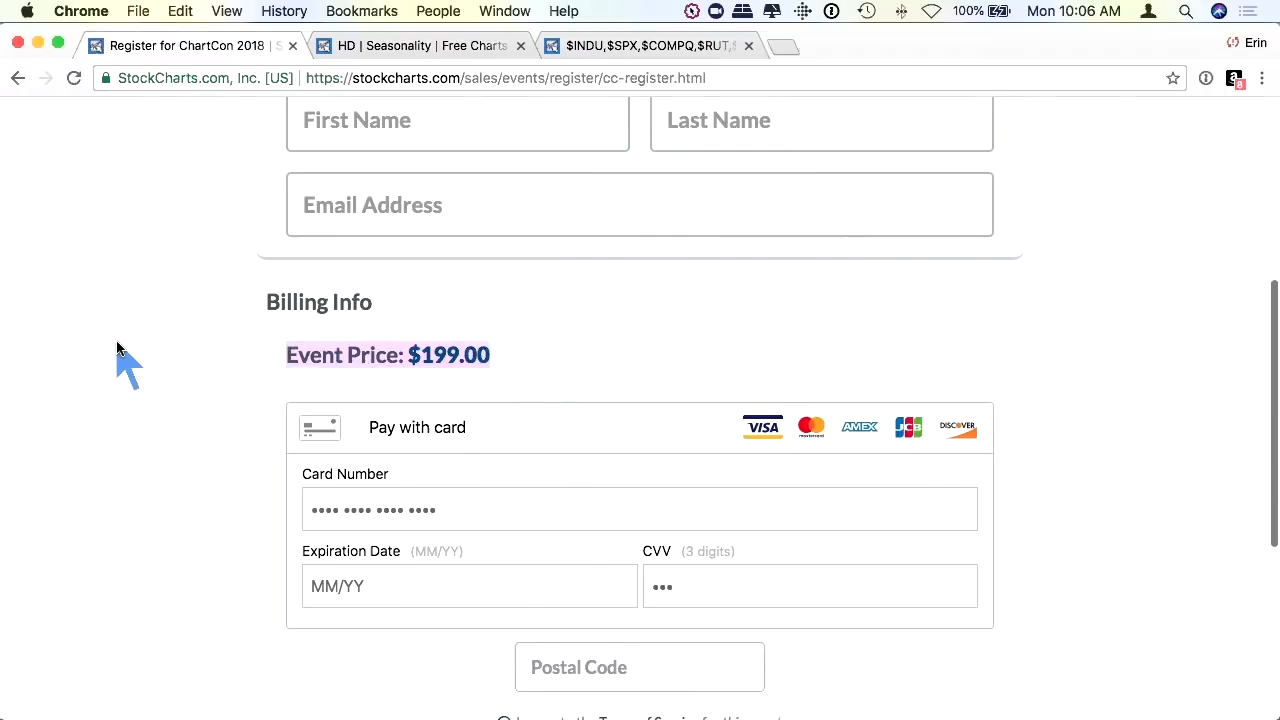 Chrome File Edit View History Bookmarks People Window Help 100% Mon 10:06 AM
Register for ChartCon 2018 | S HD | Seasonality | Free Charts $INDU,$SPX,$COMPQ,$RUT,$ Erin
StockCharts.com, Inc. [US] | https://stockcharts.com/sales/events/register/cc-register.html
First Name Last Name
Email Address
Billing Info
Event Price: $199.00
Pay with card VISA mastercard AMEX JCB DISCOVER
Card Number
•••• •••• •••• ••••
Expiration Date (MM/YY) CVV (3 digits)
MM/YY •••
Postal Code